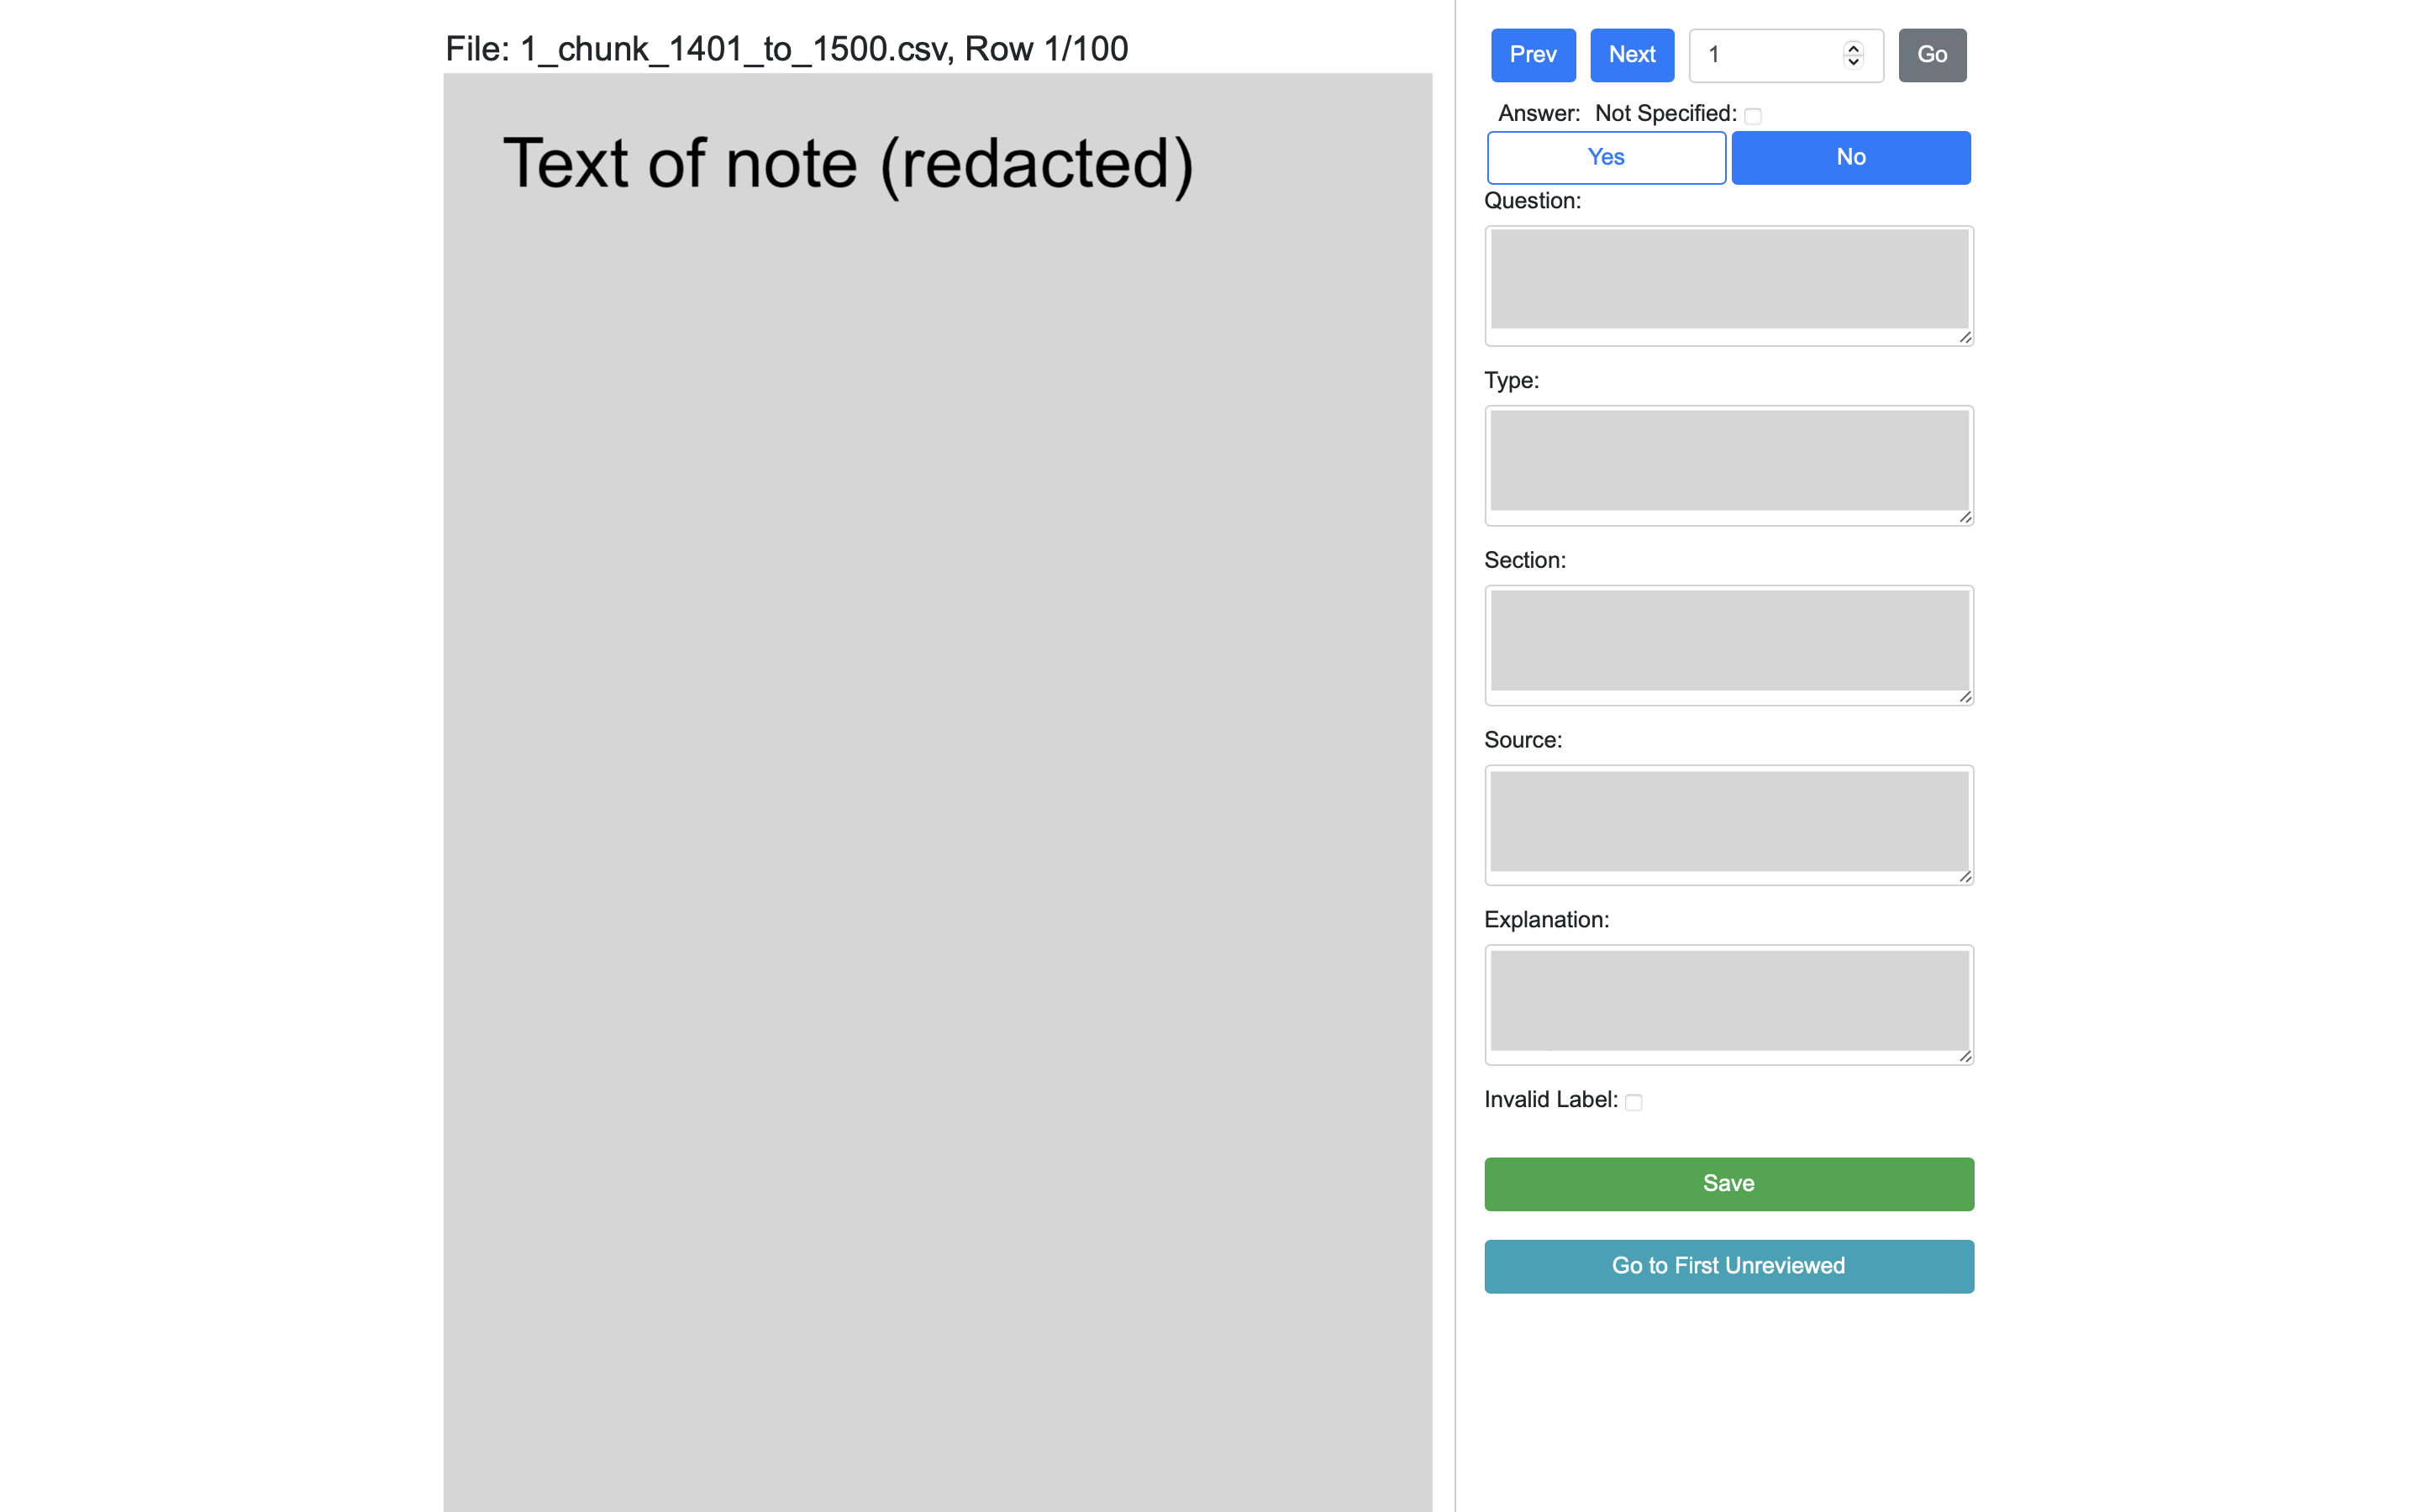 File: 1_chunk_1401_to_1500.csv, Row 1/100
Text of note (redacted)
Prev Next 1 Go
Answer: Not Specified:
Yes No
Question:
Type:
Section:
Source:
Explanation:
Invalid Label:
Save
Go to First Unreviewed